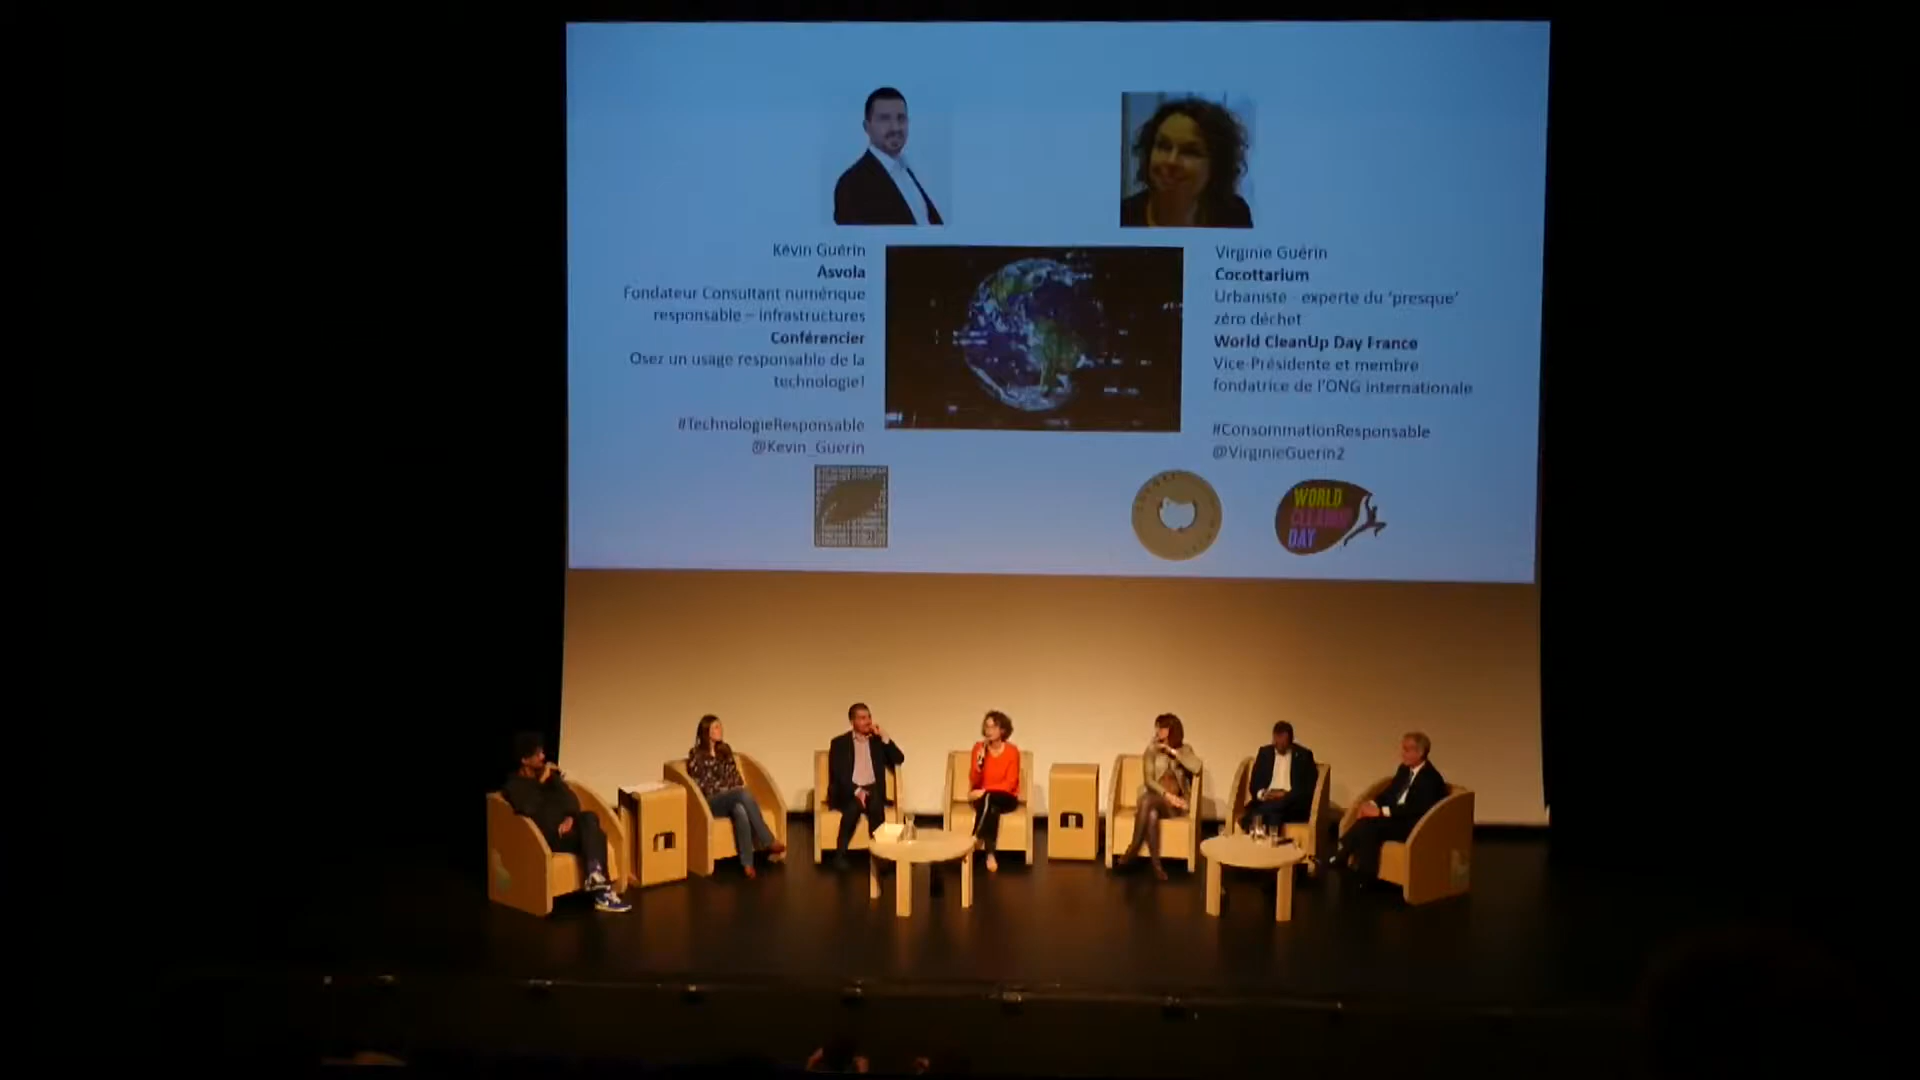 Kévin Guérin
Asvola
Fondateur Consultant numérique
responsable – infrastructures
Conférencier
Osez un usage responsable de la
technologie!
#TechnologieResponsable
@Kevin_Guerin
Virginie Guérin
Cocottarium
Urbaniste - experte du ‘presque’
zéro déchet
World CleanUp Day France
Vice-Présidente et membre
fondatrice de l’ONG internationale
#ConsommationResponsable
@VirginieGuerin2
WORLD
CLEANUP
DAY